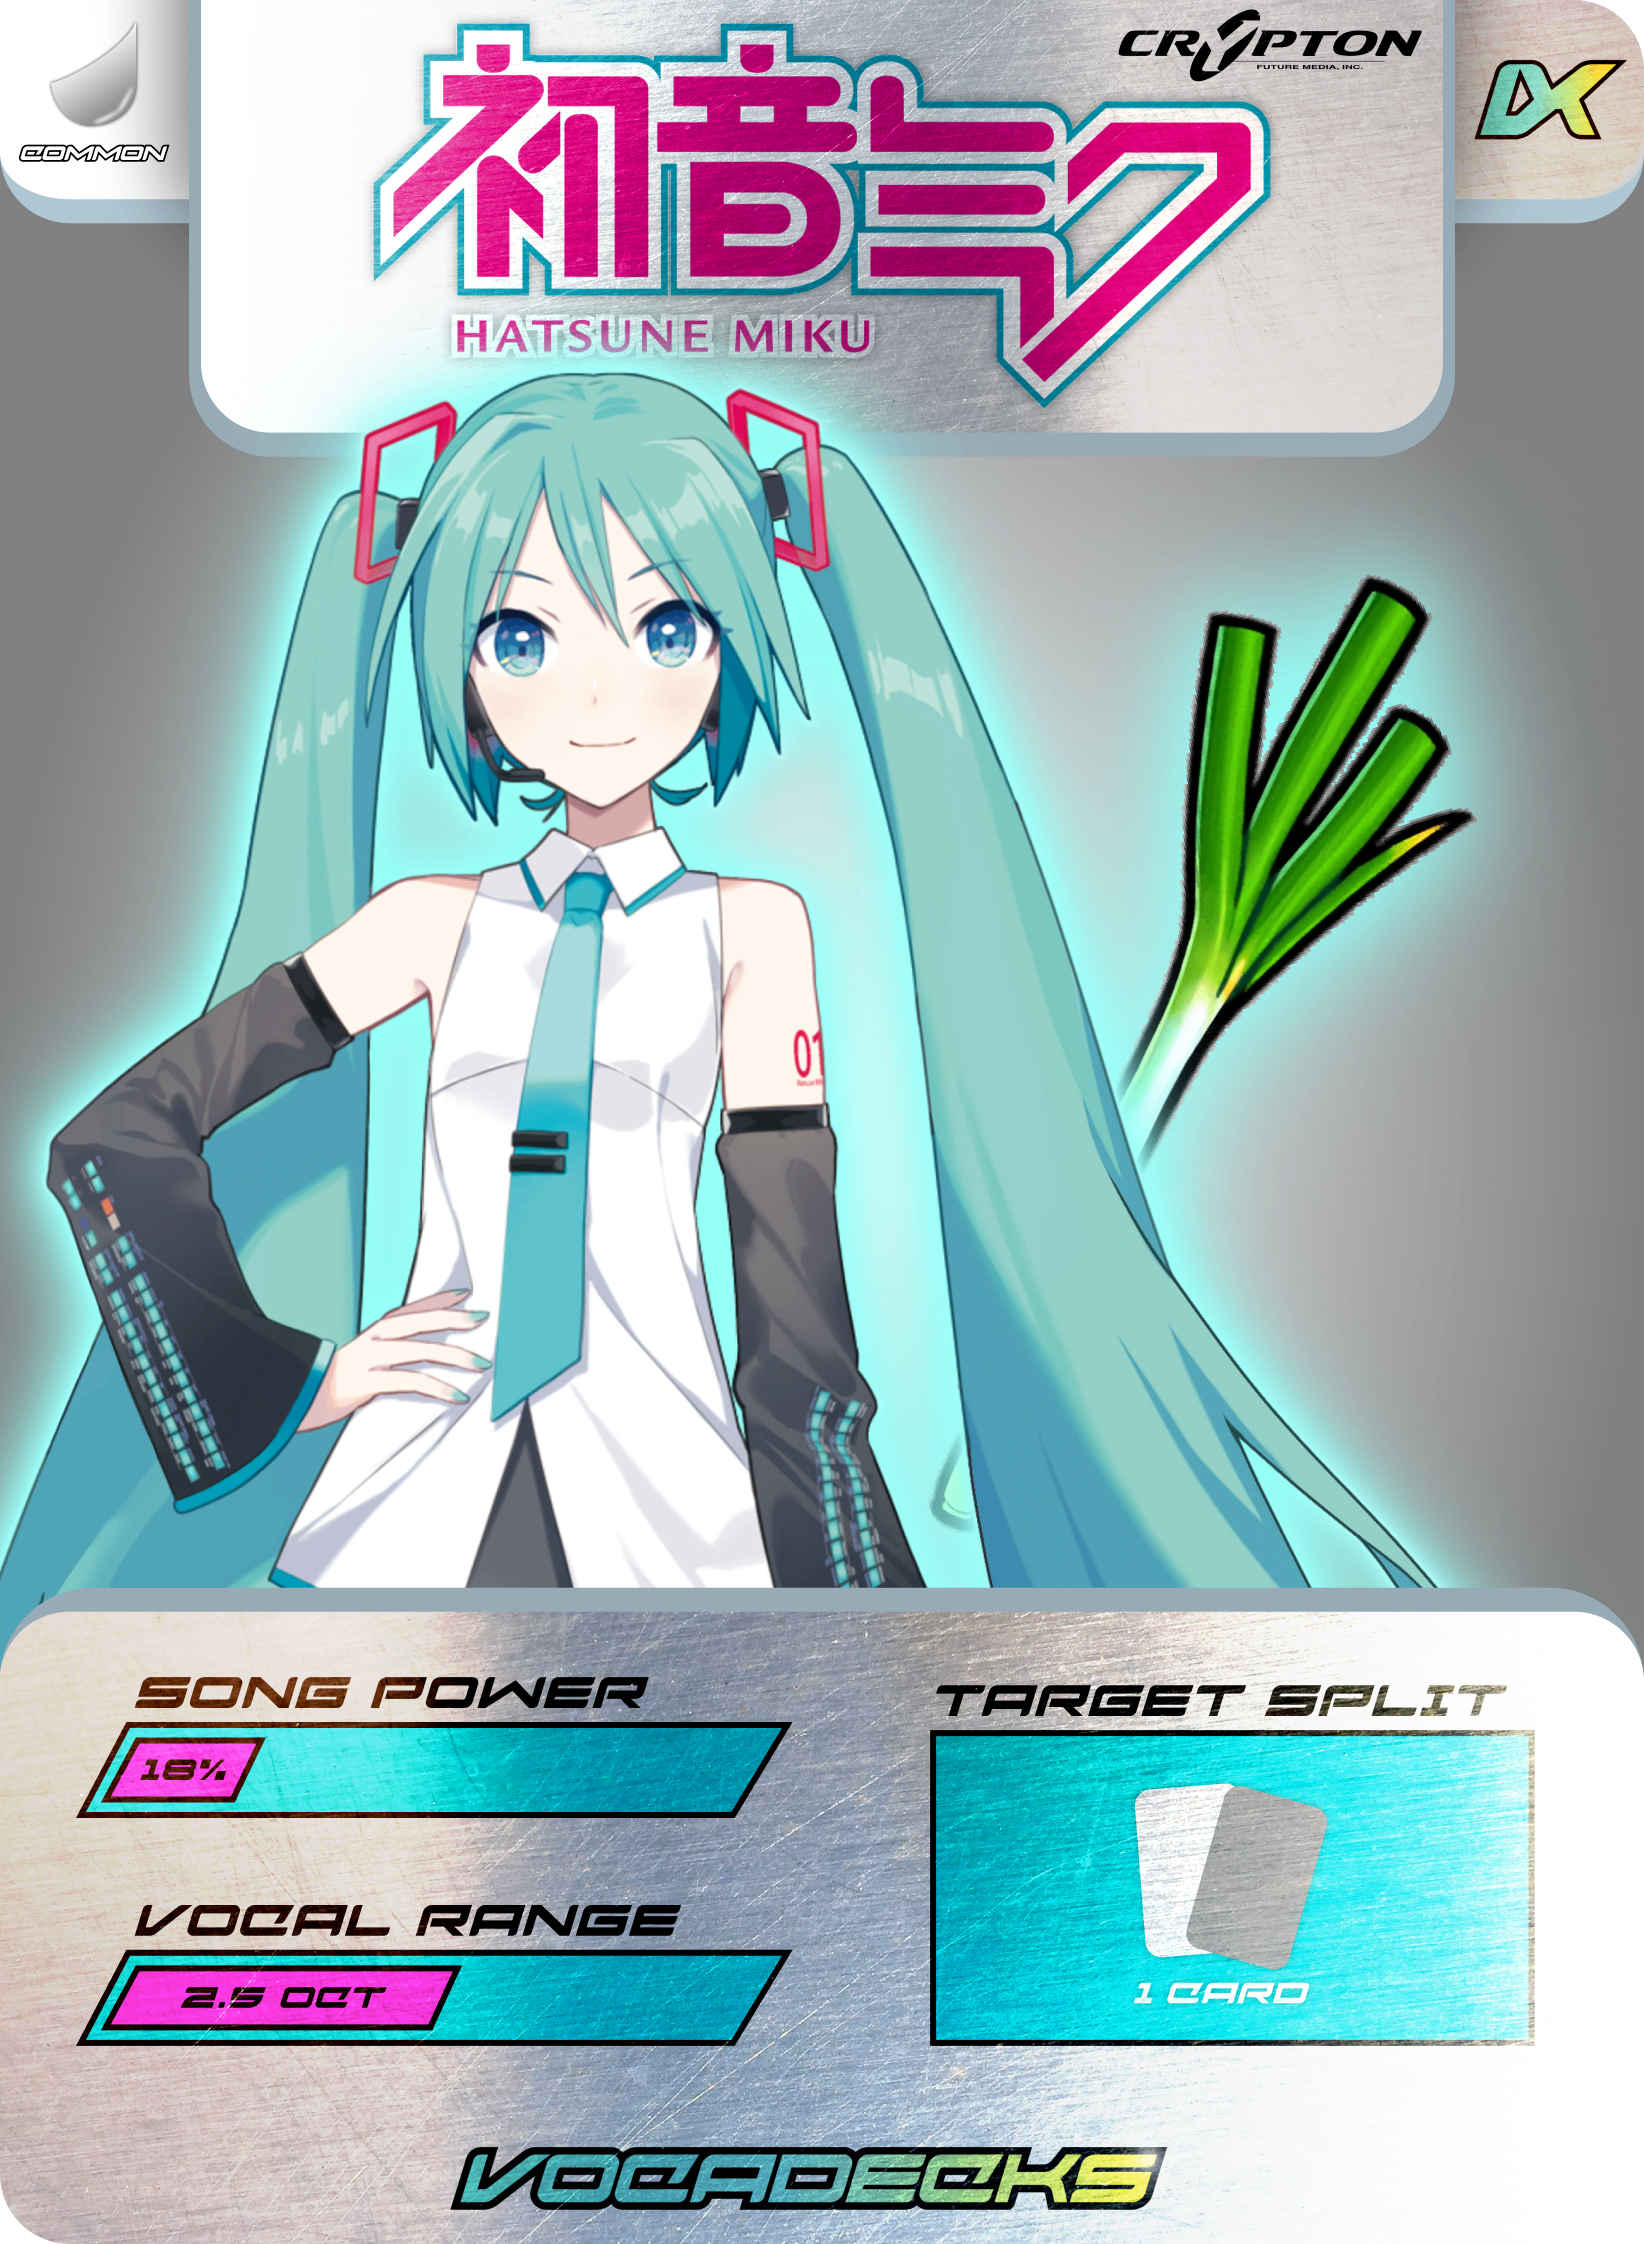 COMMON
初音ミク
HATSUNE MIKU
CRYPTON
FUTURE MEDIA, INC.
01
SONG POWER
18%
TARGET SPLIT
1 CARD
VOCAL RANGE
2.5 OCT
VOCADECKS